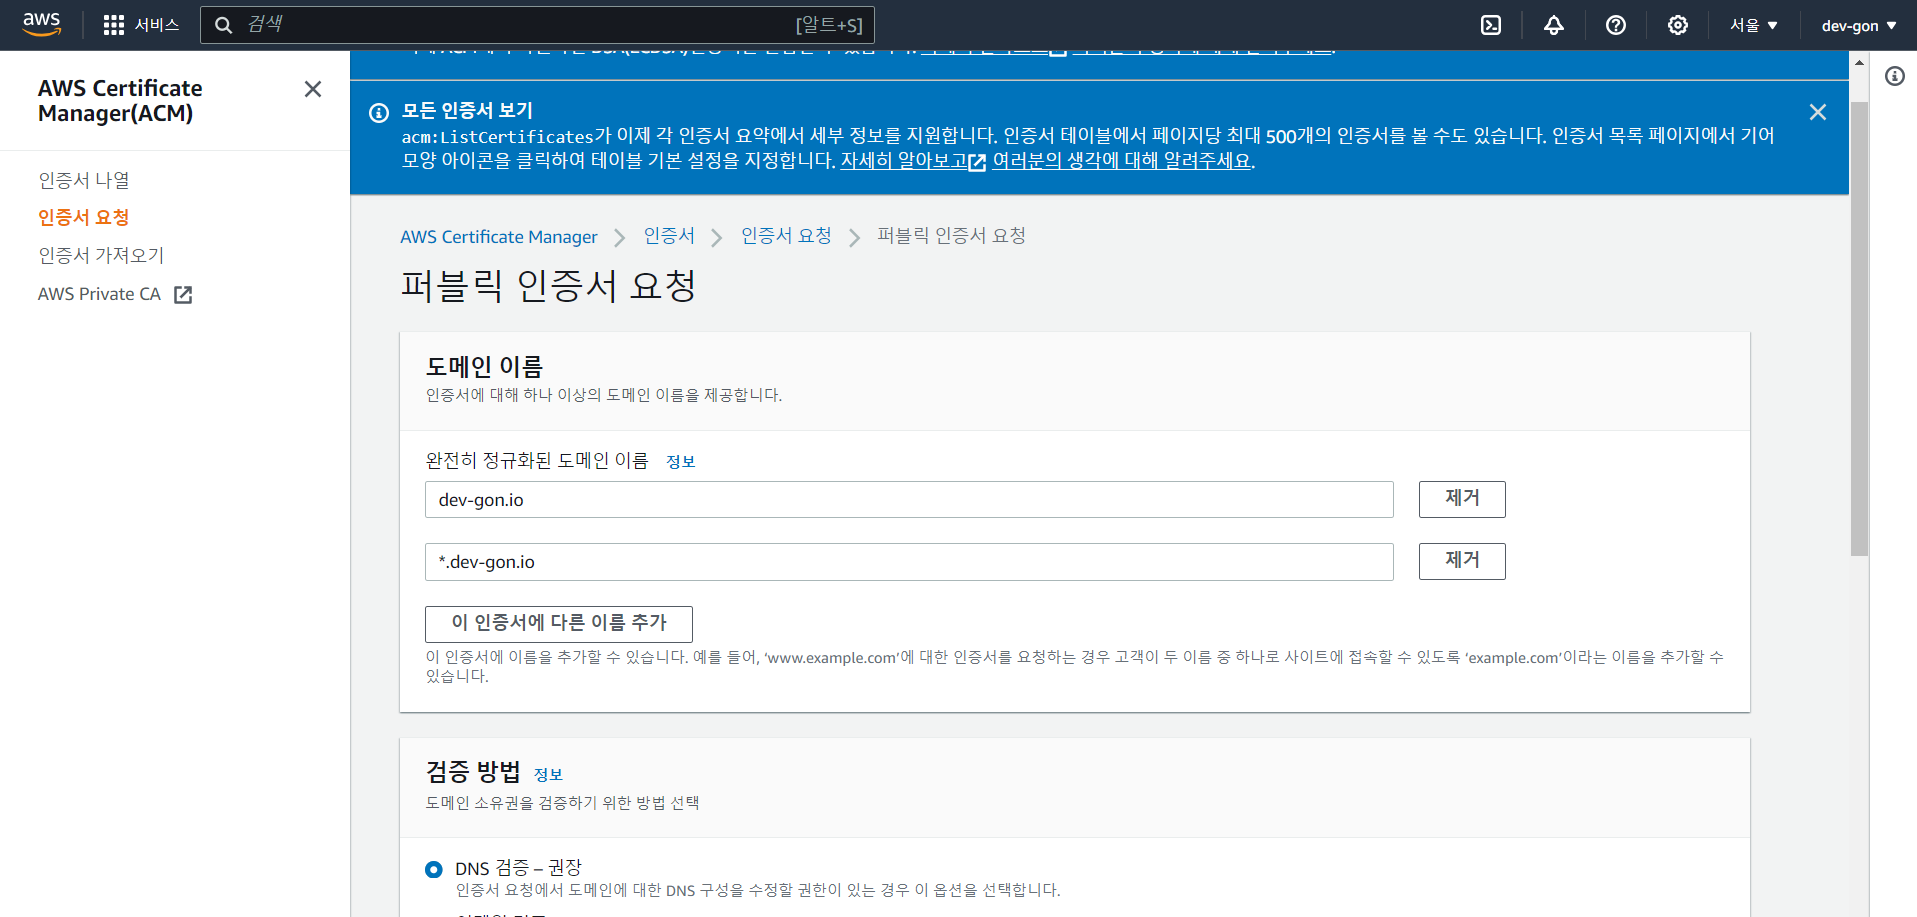 aws
서비스
검색
[알트+S]
서울
dev-gon
AWS Certificate
Manager(ACM)
인증서 나열
인증서 요청
인증서 가져오기
AWS Private CA
모든 인증서 보기
acm:ListCertificates가 이제 각 인증서 요약에서 세부 정보를 지원합니다. 인증서 테이블에서 페이지당 최대 500개의 인증서를 볼 수도 있습니다. 인증서 목록 페이지에서 기어
모양 아이콘을 클릭하여 테이블 기본 설정을 지정합니다. 자세히 알아보고 여러분의 생각에 대해 알려주세요.
AWS Certificate Manager 인증서 인증서 요청 퍼블릭 인증서 요청
퍼블릭 인증서 요청
도메인 이름
인증서에 대해 하나 이상의 도메인 이름을 제공합니다.
완전히 정규화된 도메인 이름 정보
dev-gon.io
제거
*.dev-gon.io
제거
이 인증서에 다른 이름 추가
이 인증서에 이름을 추가할 수 있습니다. 예를 들어, ‘www.example.com’에 대한 인증서를 요청하는 경우 고객이 두 이름 중 하나로 사이트에 접속할 수 있도록 ‘example.com’이라는 이름을 추가할 수
있습니다.
검증 방법 정보
도메인 소유권을 검증하기 위한 방법 선택
DNS 검증 – 권장
인증서 요청에서 도메인에 대한 DNS 구성을 수정할 권한이 있는 경우 이 옵션을 선택합니다.